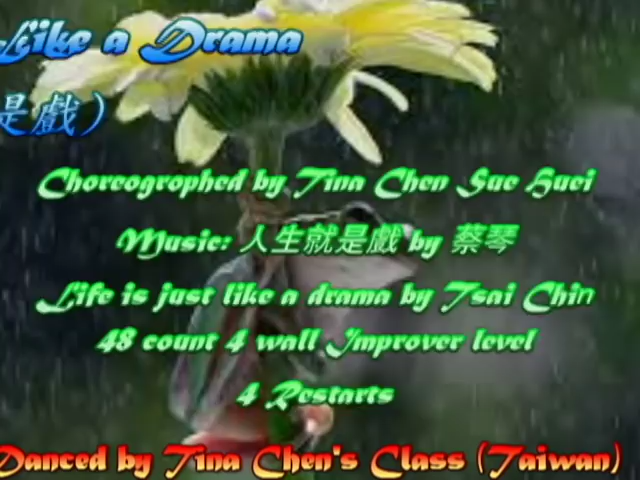 Like a Drama
是戲）
Choreogrophed by Tina Chen Sue Huei
Music: 人生就是戲 by 蔡琴
Life is just like a drama by Tsai Chin
48 count 4 wall Improver level
4 Restarts
Danced by Tina Chen's Class (Taiwan)